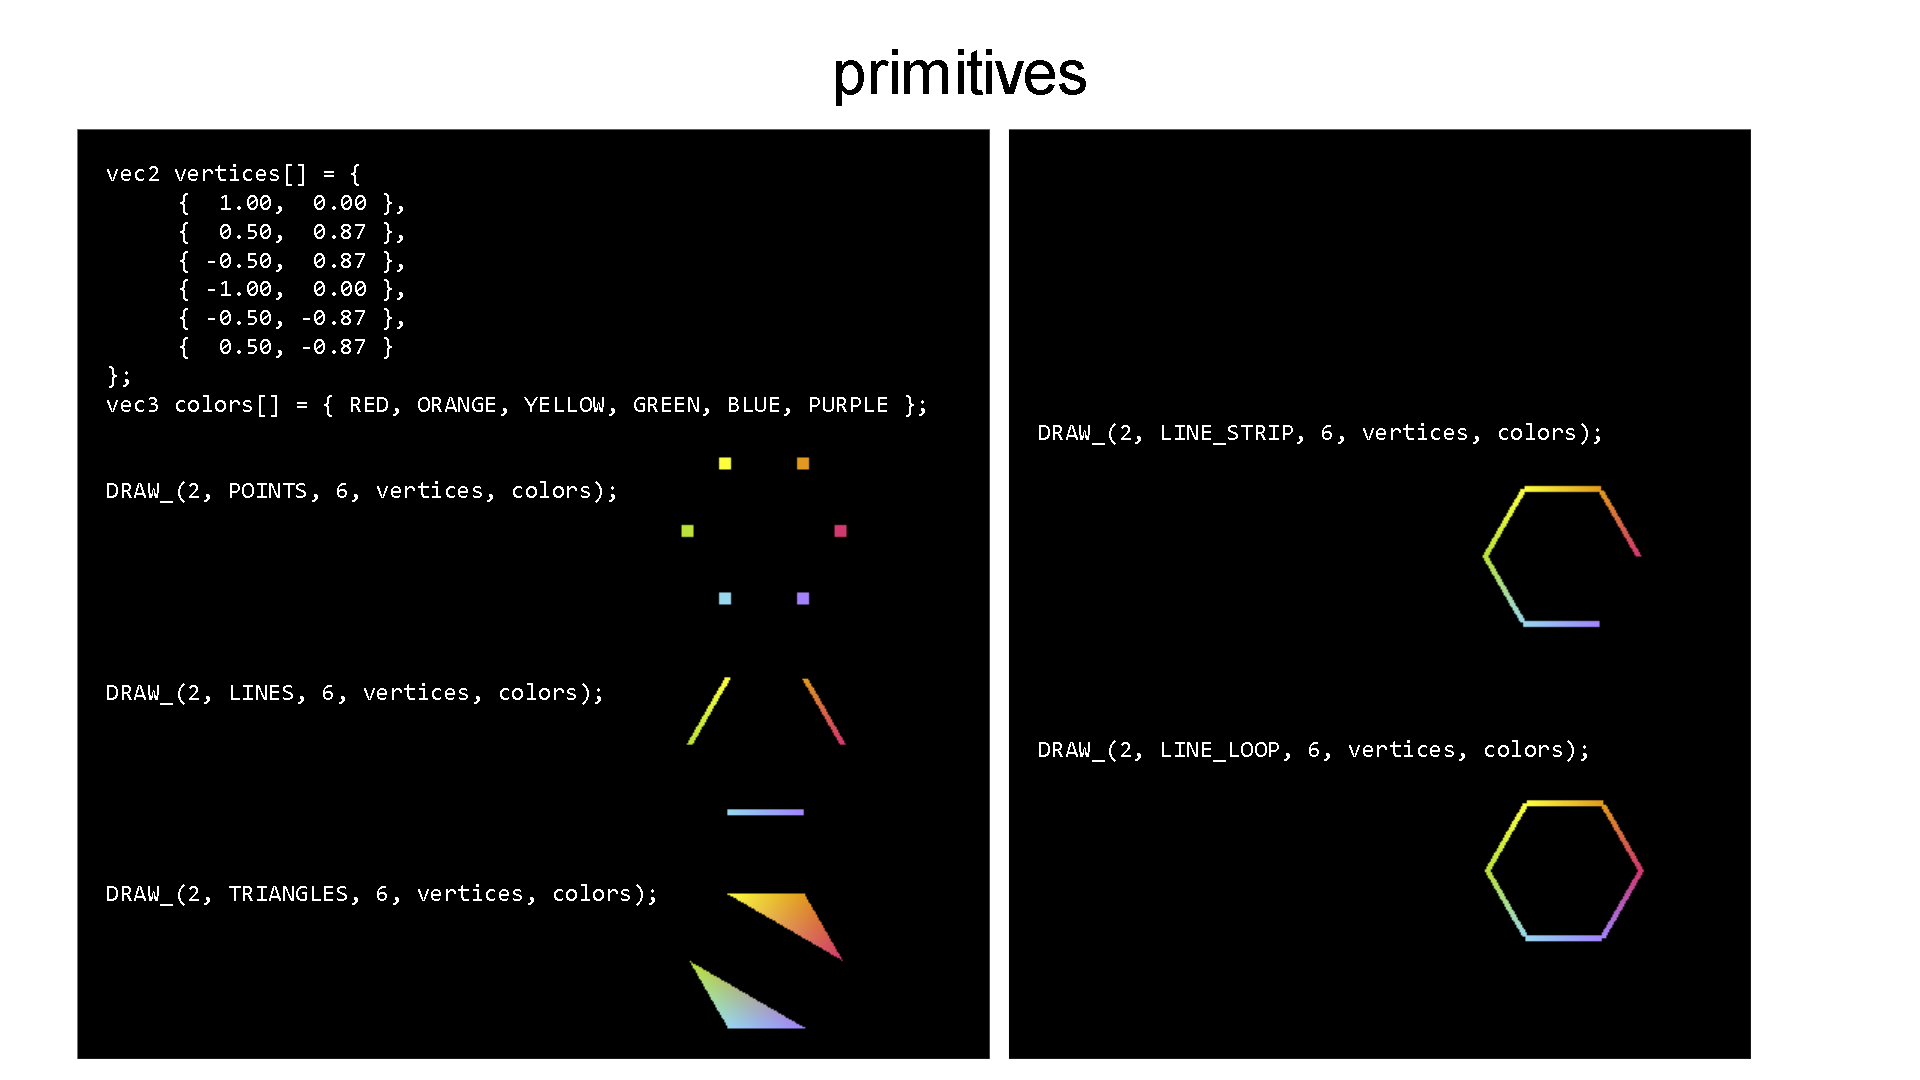 primitives
vec2 vertices[] = {
{  1.00,  0.00 },
{  0.50,  0.87 },
{ -0.50,  0.87 },
{ -1.00,  0.00 },
{ -0.50, -0.87 },
{  0.50, -0.87 }
};
vec3 colors[] = { RED, ORANGE, YELLOW, GREEN, BLUE, PURPLE };
DRAW_(2, POINTS, 6, vertices, colors);
DRAW_(2, LINES, 6, vertices, colors);
DRAW_(2, TRIANGLES, 6, vertices, colors);
DRAW_(2, LINE_STRIP, 6, vertices, colors);
DRAW_(2, LINE_LOOP, 6, vertices, colors);